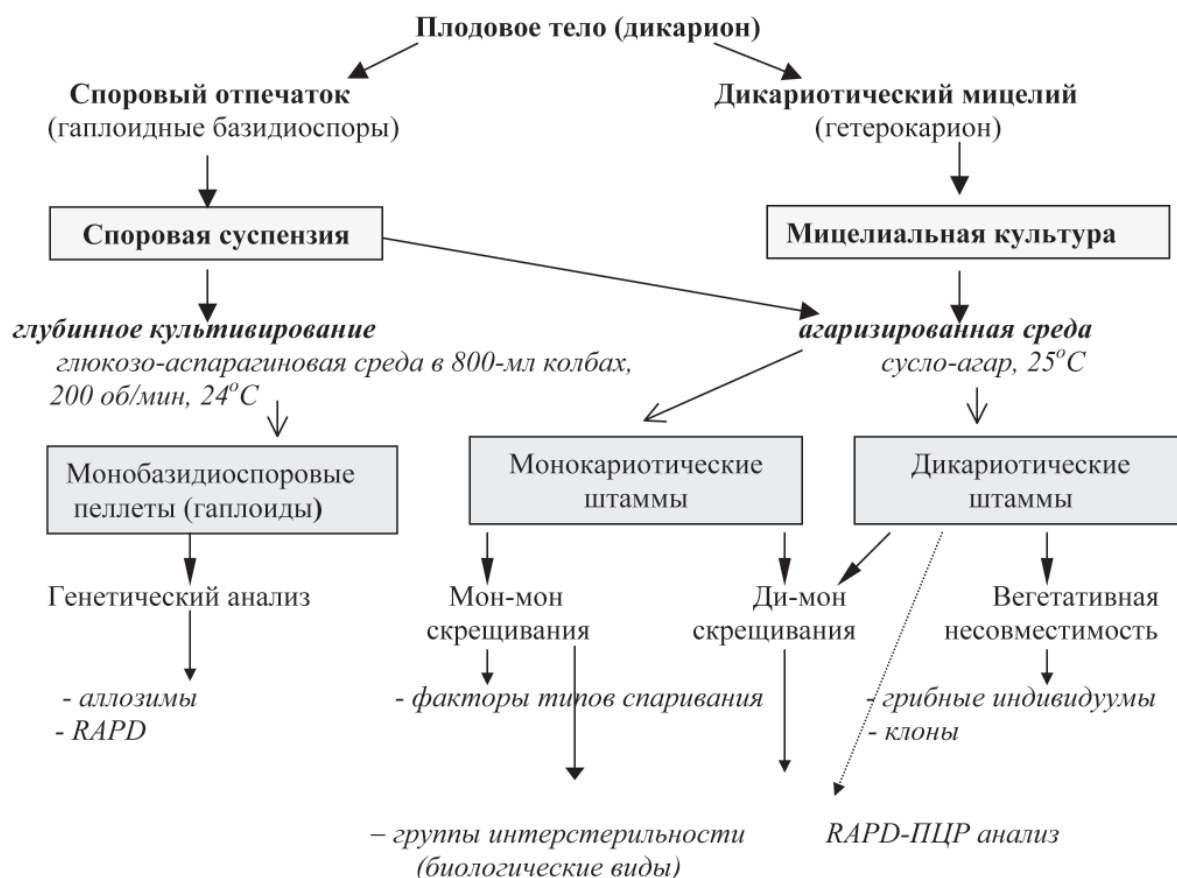 Плодовое тело (дикарион)
Споровый отпечаток
(гаплоидные базидиоспоры)
Дикариотический мицелий
(гетерокарион)
Споровая суспензия
Мицелиальная культура
глубинное культивирование
глюкозо-аспарагиновая среда в 800-мл колбах,
200 об/мин, 24°С
агаризированная среда
сусло-агар, 25°С
Монобазидиоспоровые
пеллеты (гаплоиды)
Монокариотические
штаммы
Дикариотические
штаммы
Генетический анализ
Мон-мон
скрещивания
Ди-мон
скрещивания
Вегетативная
несовместимость
- аллозимы
- RAPD
- факторы типов спаривания
- грибные индивидуумы
- клоны
– группы интерстерильности
(биологические виды)
RAPD-ПЦР анализ